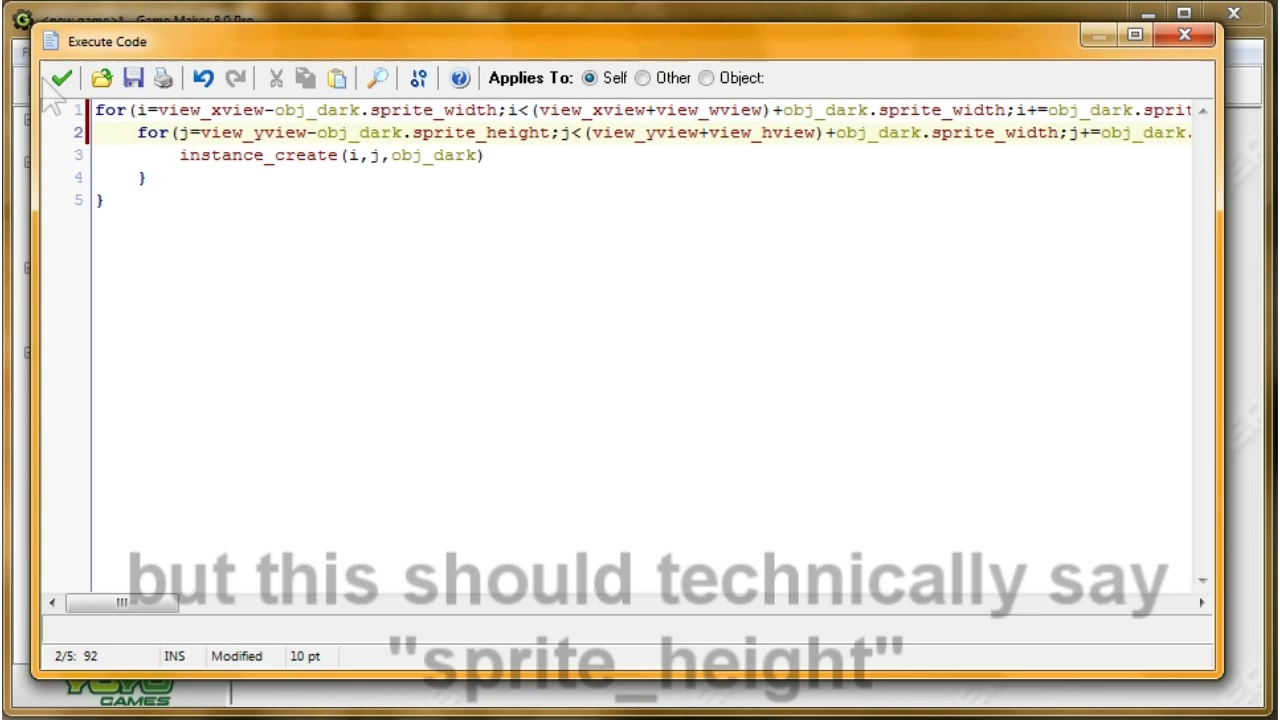 <new game>* - Game Maker 8.0 Pro
Execute Code
Applies To: Self Other Object:
1 for(i=view_xview-obj_dark.sprite_width;i<(view_xview+view_wview)+obj_dark.sprite_width;i+=obj_dark.sprit
2 for(j=view_yview-obj_dark.sprite_height;j<(view_yview+view_hview)+obj_dark.sprite_width;j+=obj_dark.
3 instance_create(i,j,obj_dark)
4 }
5 }
but this should technically say
"sprite_height"
2/5: 92 INS Modified 10 pt
YOYO
GAMES